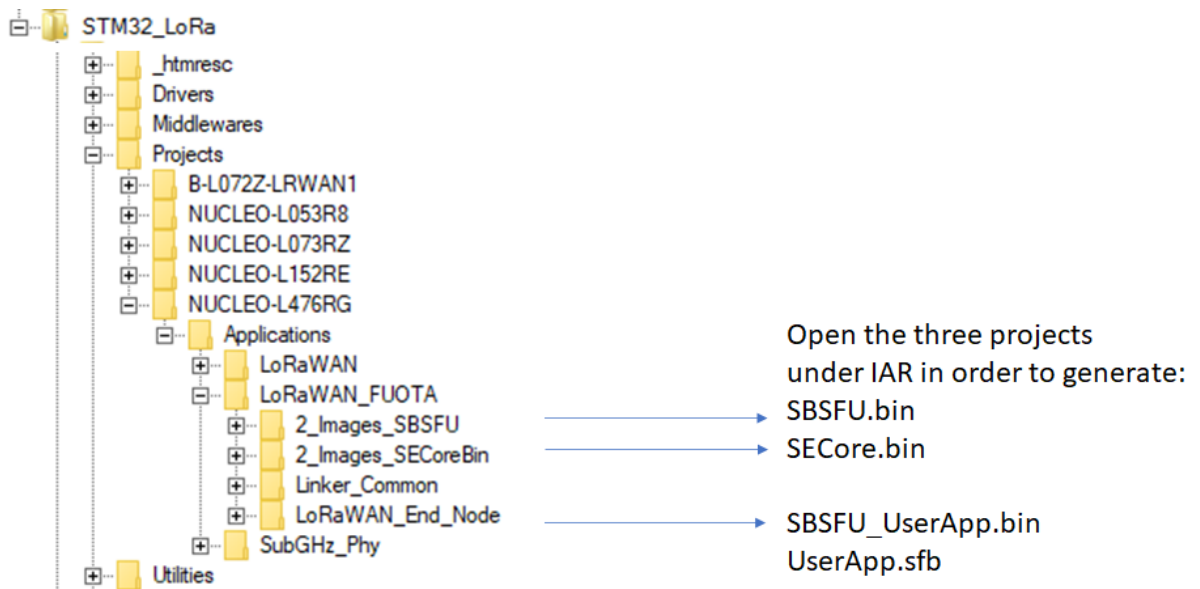 STM32_LoRa
_htmresc
Drivers
Middlewares
Projects
B-L072Z-LRWAN1
NUCLEO-L053R8
NUCLEO-L073RZ
NUCLEO-L152RE
NUCLEO-L476RG
Applications
LoRaWAN
LoRaWAN_FUOTA
2_Images_SBSFU
2_Images_SECoreBin
Linker_Common
LoRaWAN_End_Node
SubGHz_Phy
Utilities
Open the three projects
under IAR in order to generate:
SBSFU.bin
SECore.bin
SBSFU_UserApp.bin
UserApp.sfb